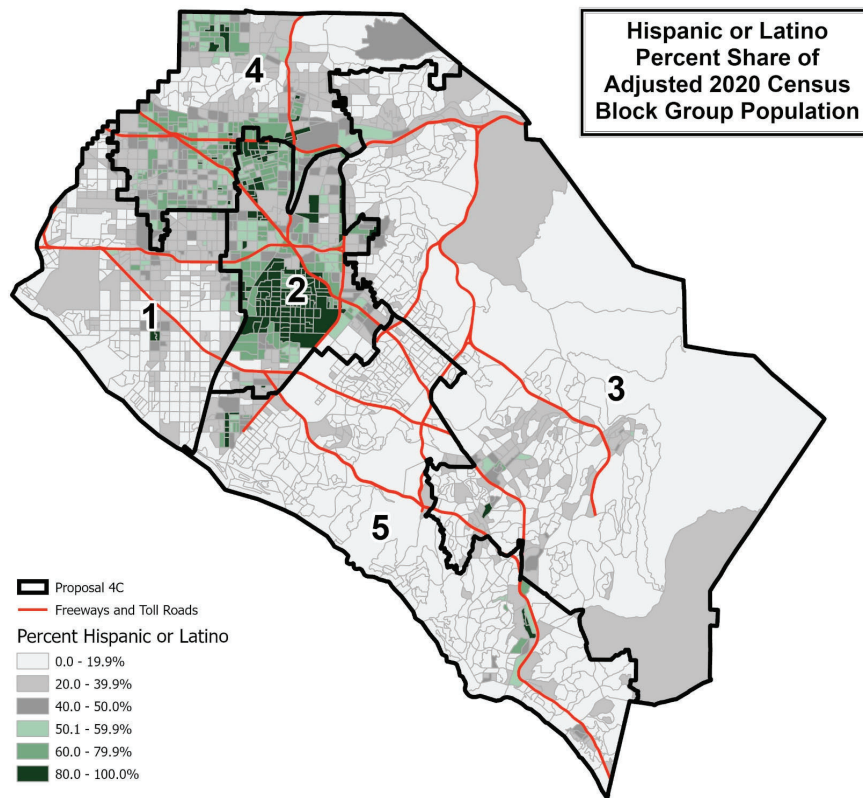 Hispanic or Latino
Percent Share of
Adjusted 2020 Census
Block Group Population
4
2
1
3
5
Proposal 4C
Freeways and Toll Roads
Percent Hispanic or Latino
0.0 - 19.9%
20.0 - 39.9%
40.0 - 50.0%
50.1 - 59.9%
60.0 - 79.9%
80.0 - 100.0%